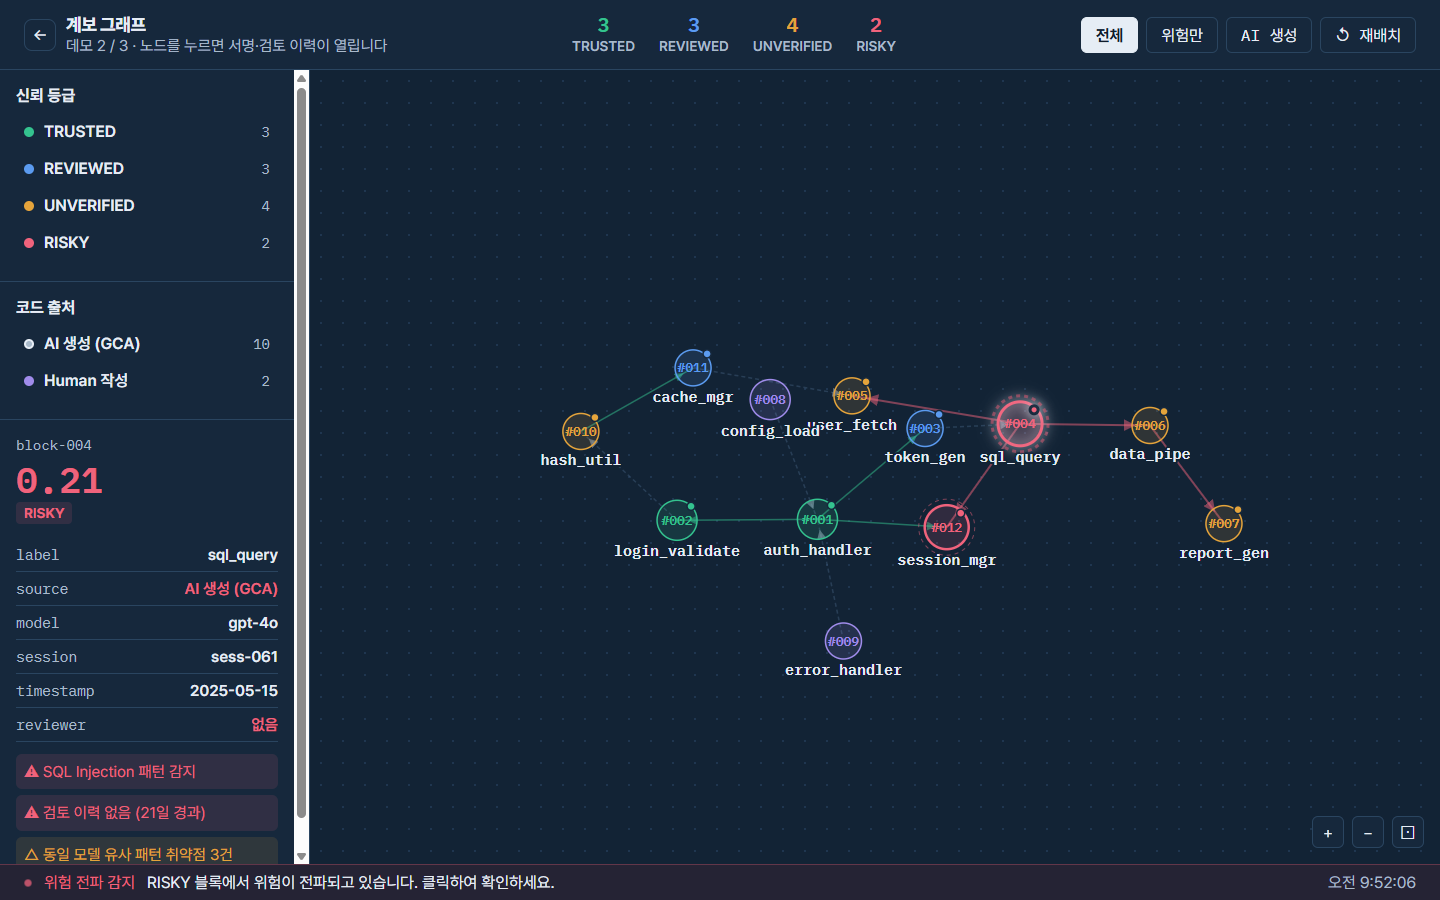 ←
계보 그래프
데모 2 / 3 · 노드를 누르면 서명·검토 이력이 열립니다
3
TRUSTED
3
REVIEWED
4
UNVERIFIED
2
RISKY
전체
위험만
AI 생성
↺ 재배치
신뢰 등급
TRUSTED 3
REVIEWED 3
UNVERIFIED 4
RISKY 2
코드 출처
AI 생성 (GCA) 10
Human 작성 2
block-004
0.21
RISKY
label sql_query
source AI 생성 (GCA)
model gpt-4o
session sess-061
timestamp 2025-05-15
reviewer 없음
⚠ SQL Injection 패턴 감지
⚠ 검토 이력 없음 (21일 경과)
△ 동일 모델 유사 패턴 취약점 3건
#011
cache_mgr
#008
config_load
#005
user_fetch
#003
token_gen
#004
sql_query
#006
data_pipe
#010
hash_util
#002
login_validate
#001
auth_handler
#012
session_mgr
#007
report_gen
#009
error_handler
+
−
위험 전파 감지 RISKY 블록에서 위험이 전파되고 있습니다. 클릭하여 확인하세요.
오전 9:52:06